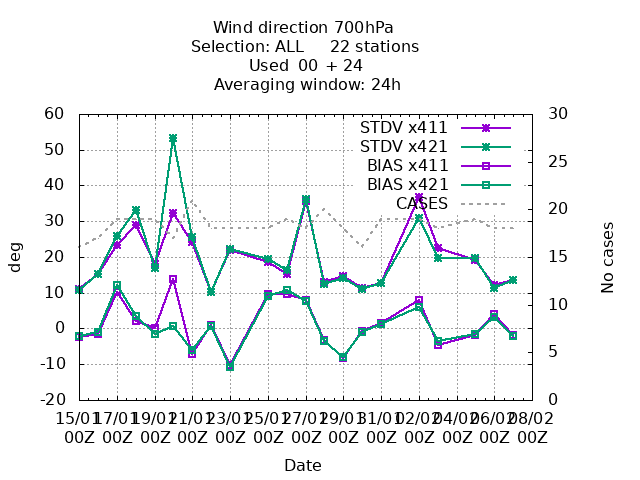 Wind direction 700hPa
Selection: ALL 22 stations
Used 00 + 24
Averaging window: 24h
60
50
40
30
20
10
0
-10
-20
deg
30
25
20
15
10
5
0
No cases
STDV x411
STDV x421
BIAS x411
BIAS x421
CASES
15/01 17/01 19/01 21/01 23/01 25/01 27/01 29/01 31/01 02/02 04/02 06/02 08/02
00Z 00Z 00Z 00Z 00Z 00Z 00Z 00Z 00Z 00Z 00Z 00Z 00Z
Date